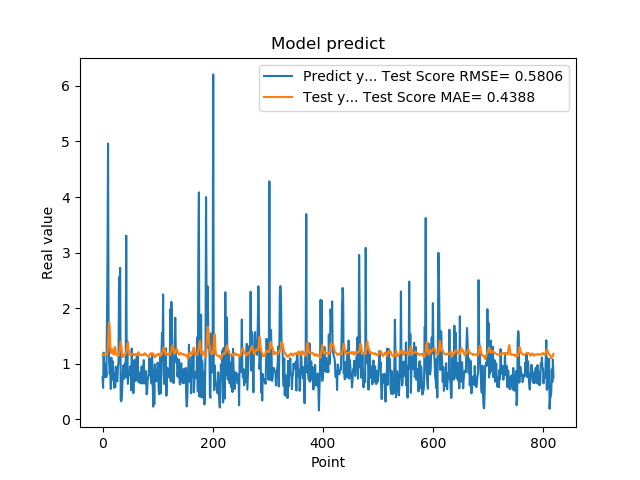 Model predict
Predict y... Test Score RMSE= 0.5806
Test y... Test Score MAE= 0.4388
Real value
6
5
4
3
2
1
0
0 200 400 600 800
Point